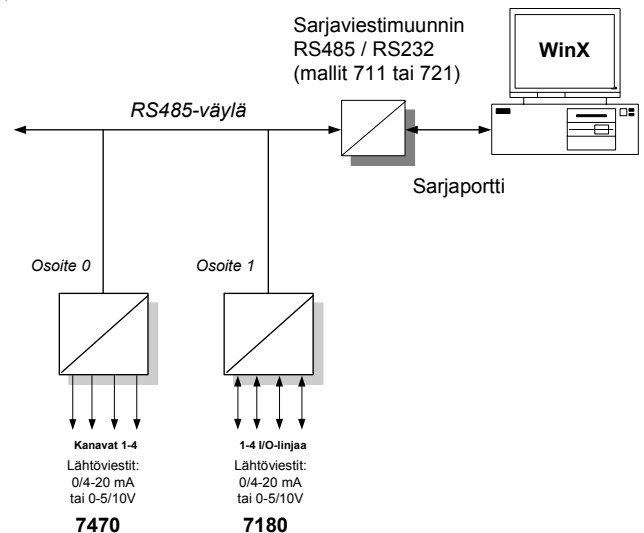 Sarjaviestimuunnin
RS485 / RS232
(mallit 711 tai 721)
WinX
RS485-väylä
Sarjaportti
Osoite 0
Osoite 1
Kanavat 1-4
Lähtöviestit:
0/4-20 mA
tai 0-5/10V
7470
1-4 I/O-linjaa
Lähtöviestit:
0/4-20 mA
tai 0-5/10V
7180